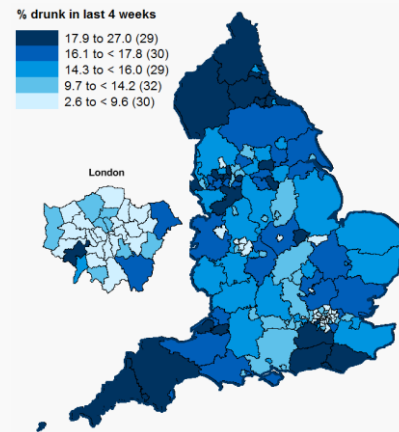 % drunk in last 4 weeks
17.9 to 27.0 (29)
16.1 to < 17.8 (30)
14.3 to < 16.0 (29)
9.7 to < 14.2 (32)
2.6 to < 9.6 (30)
London